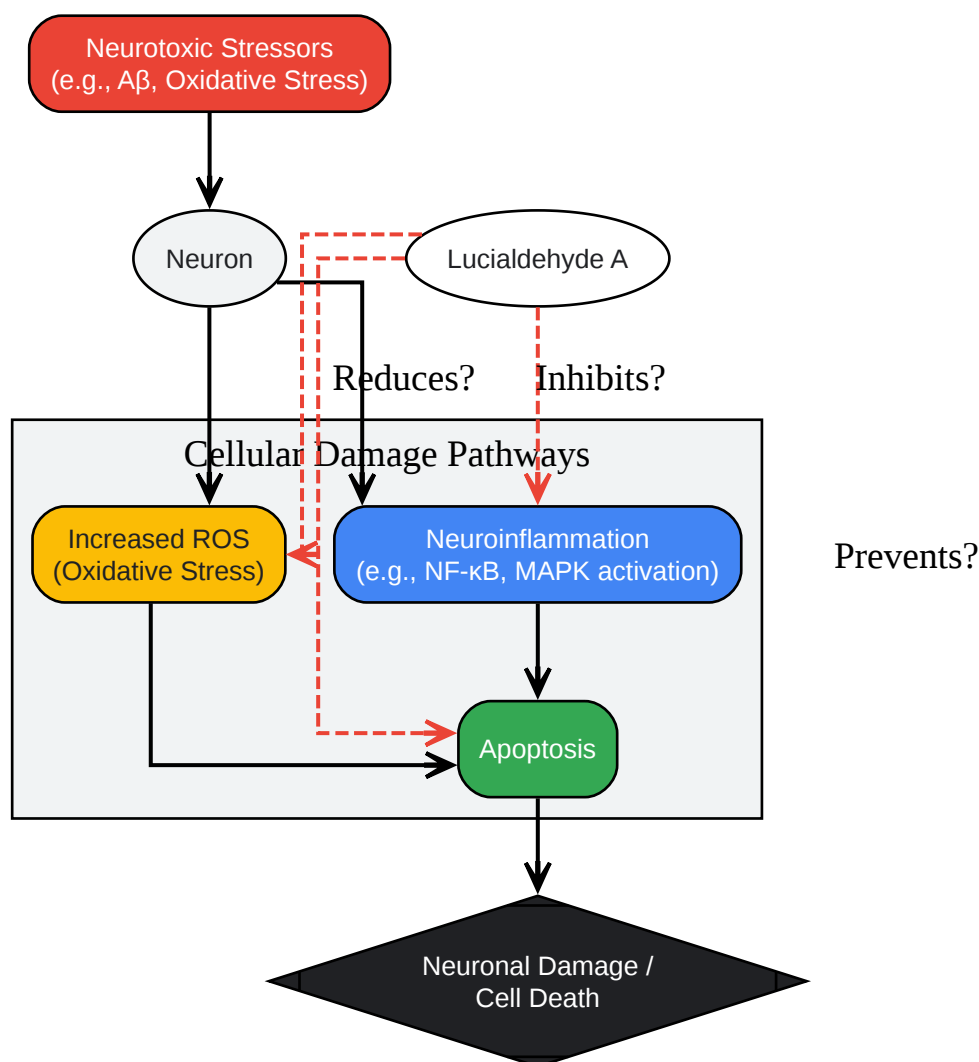 Neurotoxic Stressors
(e.g., Aβ, Oxidative Stress)
Neuron
Lucialdehyde A
Reduces?
Inhibits?
Cellular Damage Pathways
Increased ROS
(Oxidative Stress)
Neuroinflammation
(e.g., NF-κB, MAPK activation)
Prevents?
Apoptosis
Neuronal Damage /
Cell Death